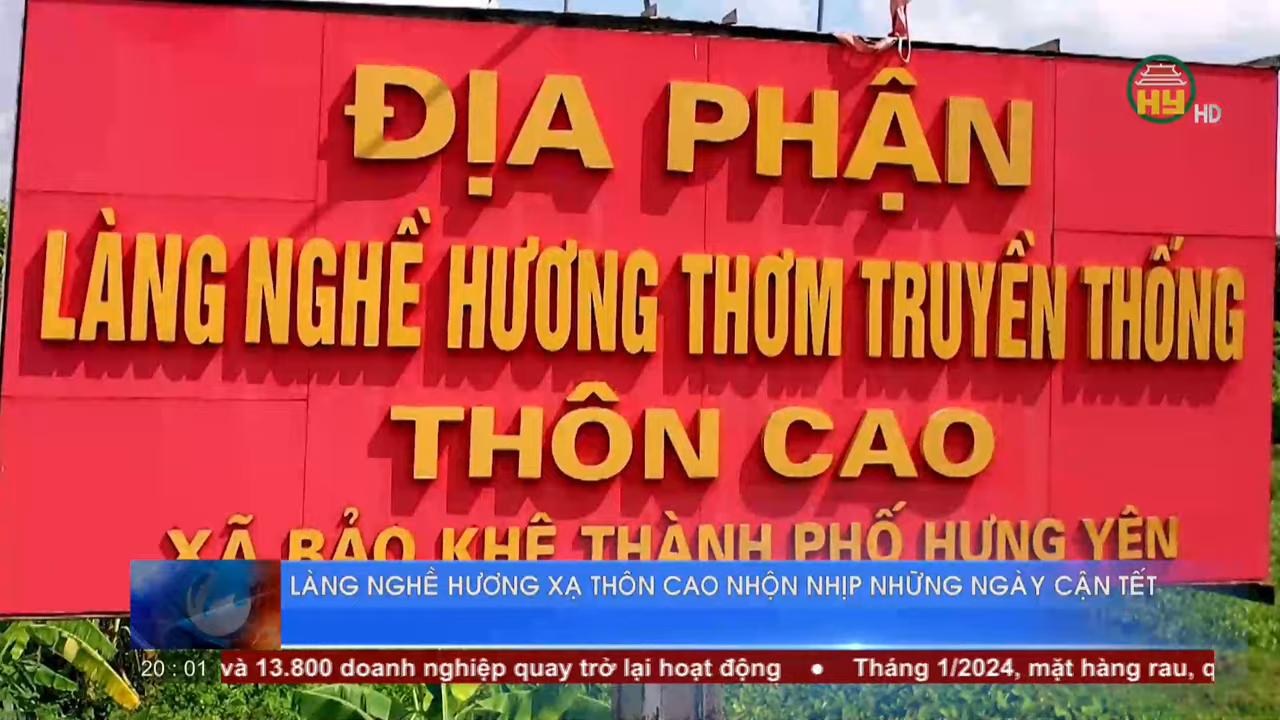 ĐỊA PHẬN
HY HD
LÀNG NGHỀ HƯƠNG THƠM TRUYỀN THỐNG
THÔN CAO
XÃ BẢO KHÊ THÀNH PHỐ HƯNG YÊN
LÀNG NGHỀ HƯƠNG XẠ THÔN CAO NHỘN NHỊP NHỮNG NGÀY CẬN TẾT
20 : 01 và 13.800 doanh nghiệp quay trở lại hoạt động • Tháng 1/2024, mặt hàng rau, q